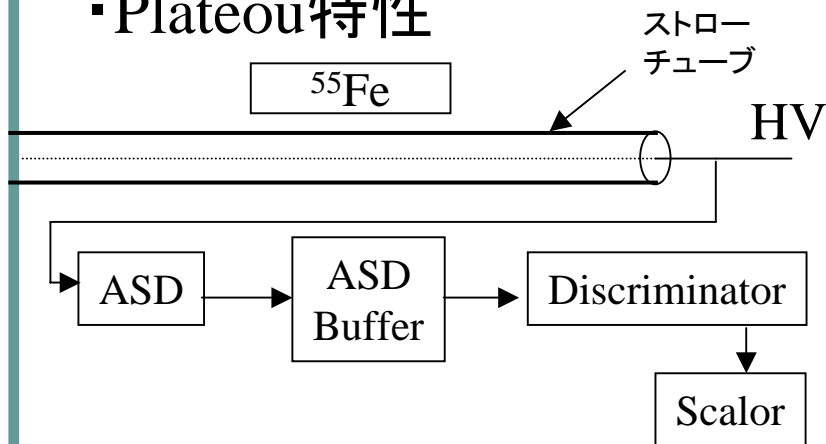 ・Plateou特性
ストロー
チューブ
55Fe
HV
ASD
ASD
Buffer
Discriminator
Scalor